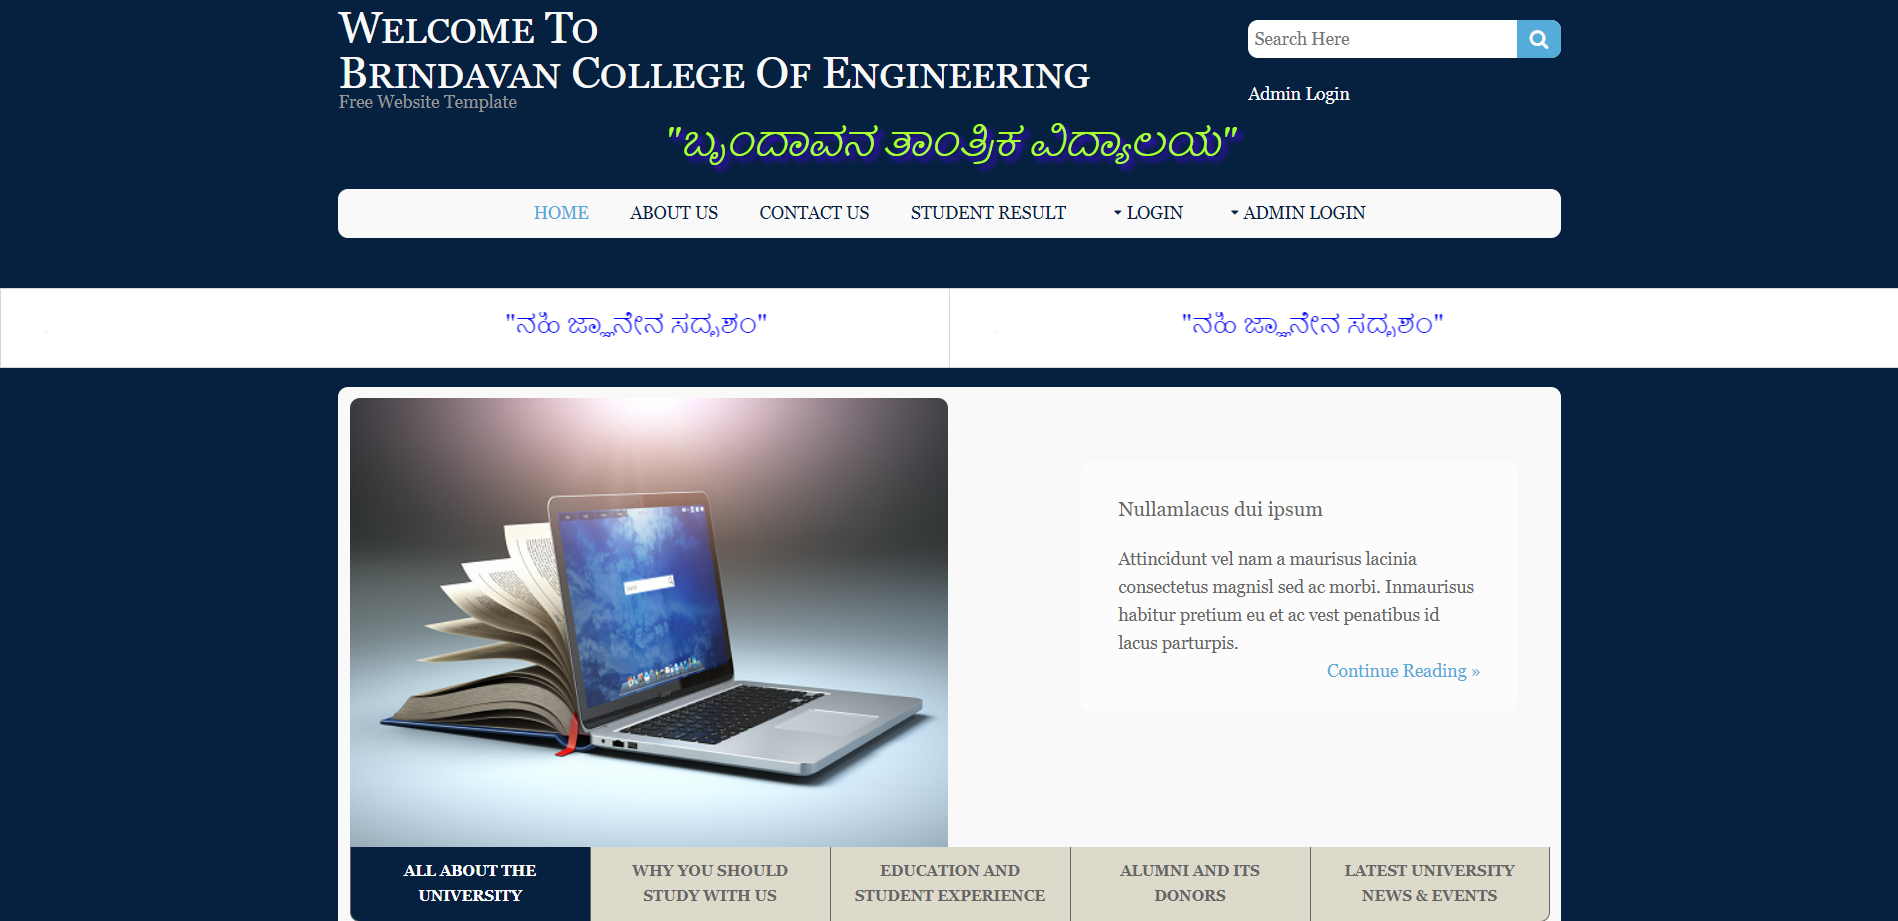 Welcome To
Brindavan College Of Engineering
Free Website Template
Search Here
Admin Login
"ಬೃಂದಾವನ ತಾಂತ್ರಿಕ ವಿದ್ಯಾಲಯ"
HOME ABOUT US CONTACT US STUDENT RESULT LOGIN ADMIN LOGIN
"ನಹಿ ಜ್ಞಾನೇನ ಸದೃಶಂ" "ನಹಿ ಜ್ಞಾನೇನ ಸದೃಶಂ"
Nullamlacus dui ipsum
Attincidunt vel nam a maurisus lacinia
consectetus magnisl sed ac morbi. Inmaurisus
habitur pretium eu et ac vest penatibus id
lacus parturpis.
Continue Reading »
ALL ABOUT THE
UNIVERSITY
WHY YOU SHOULD
STUDY WITH US
EDUCATION AND
STUDENT EXPERIENCE
ALUMNI AND ITS
DONORS
LATEST UNIVERSITY
NEWS & EVENTS